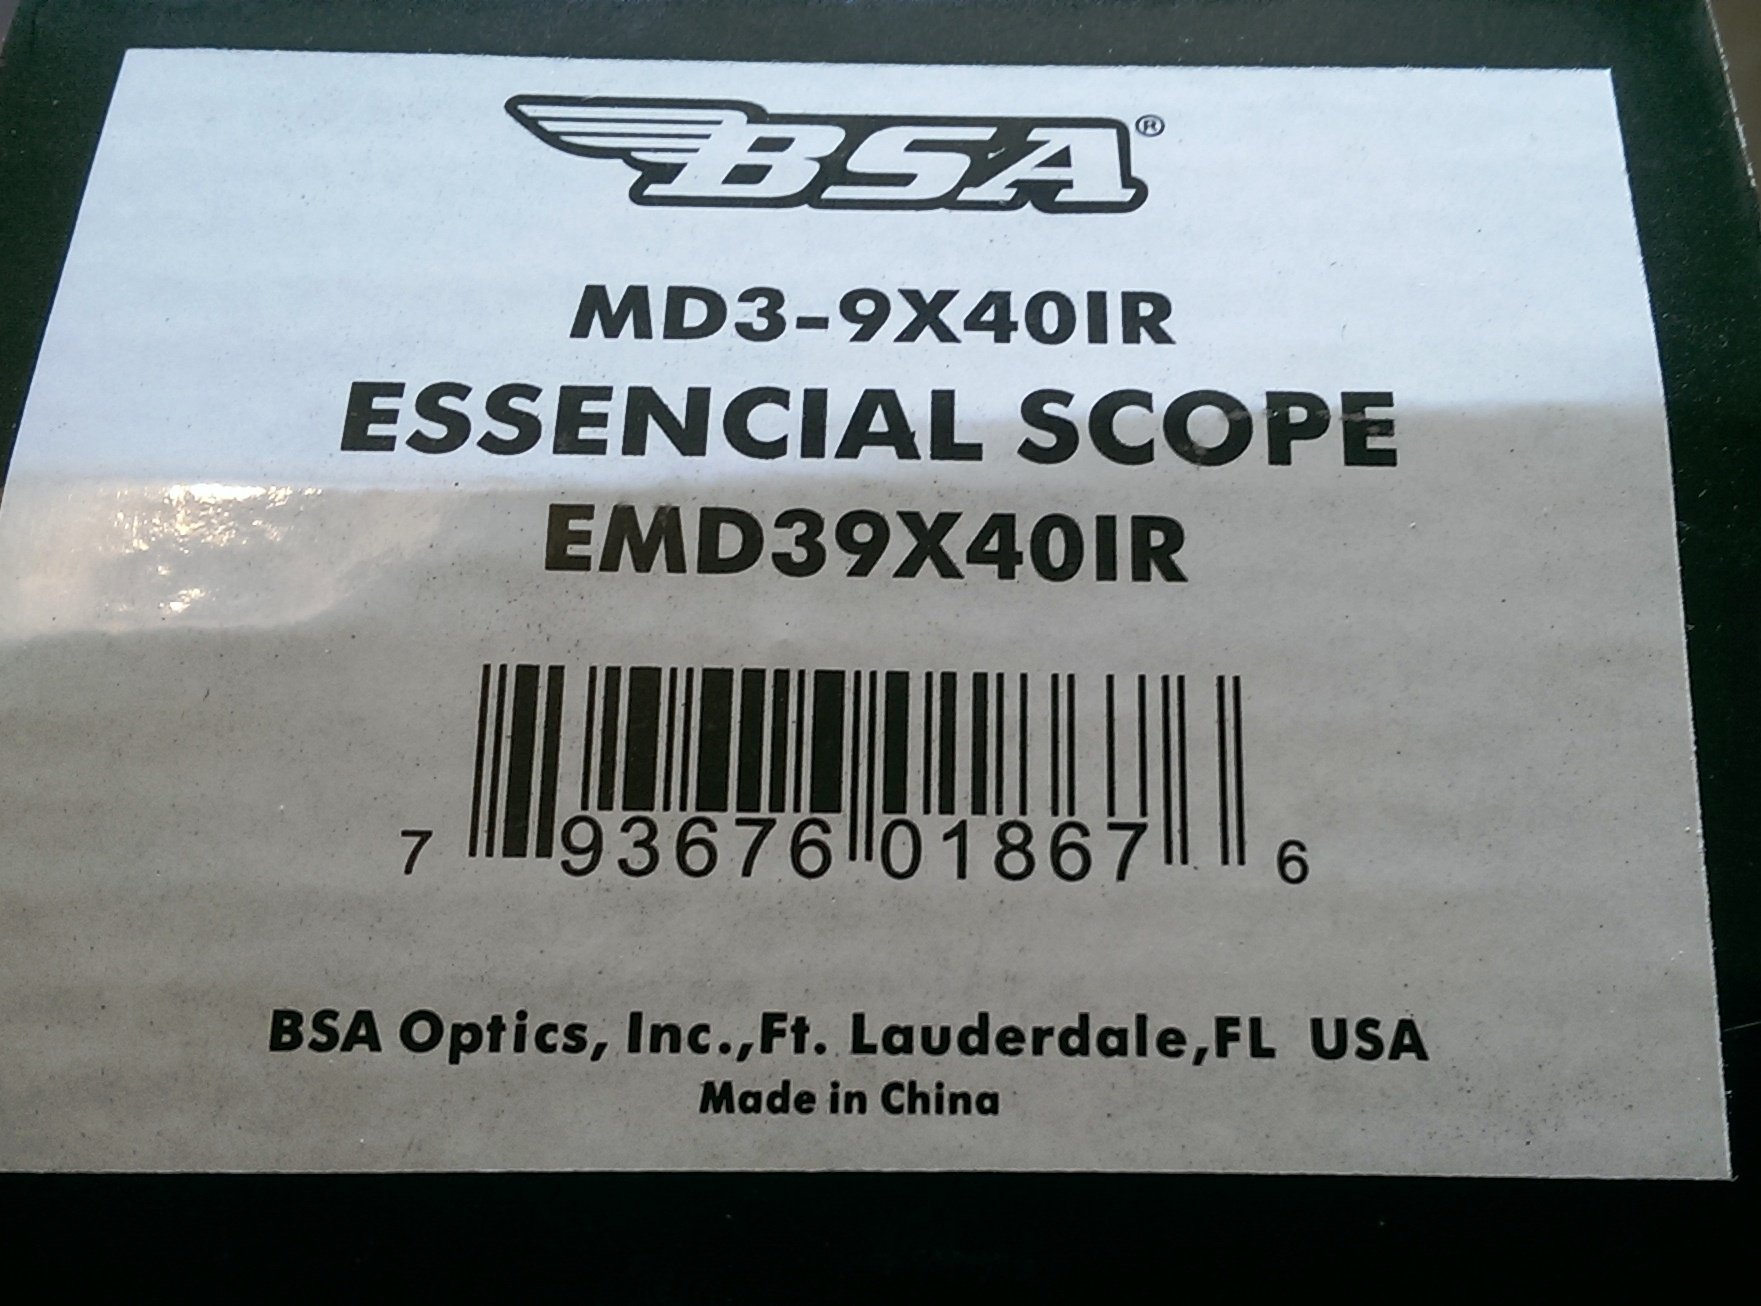 BSA®
MD3-9X40IR
ESSENCIAL SCOPE
EMD39X40IR
7 93676 01867 6
BSA Optics, Inc.,Ft. Lauderdale,FL USA
Made in China